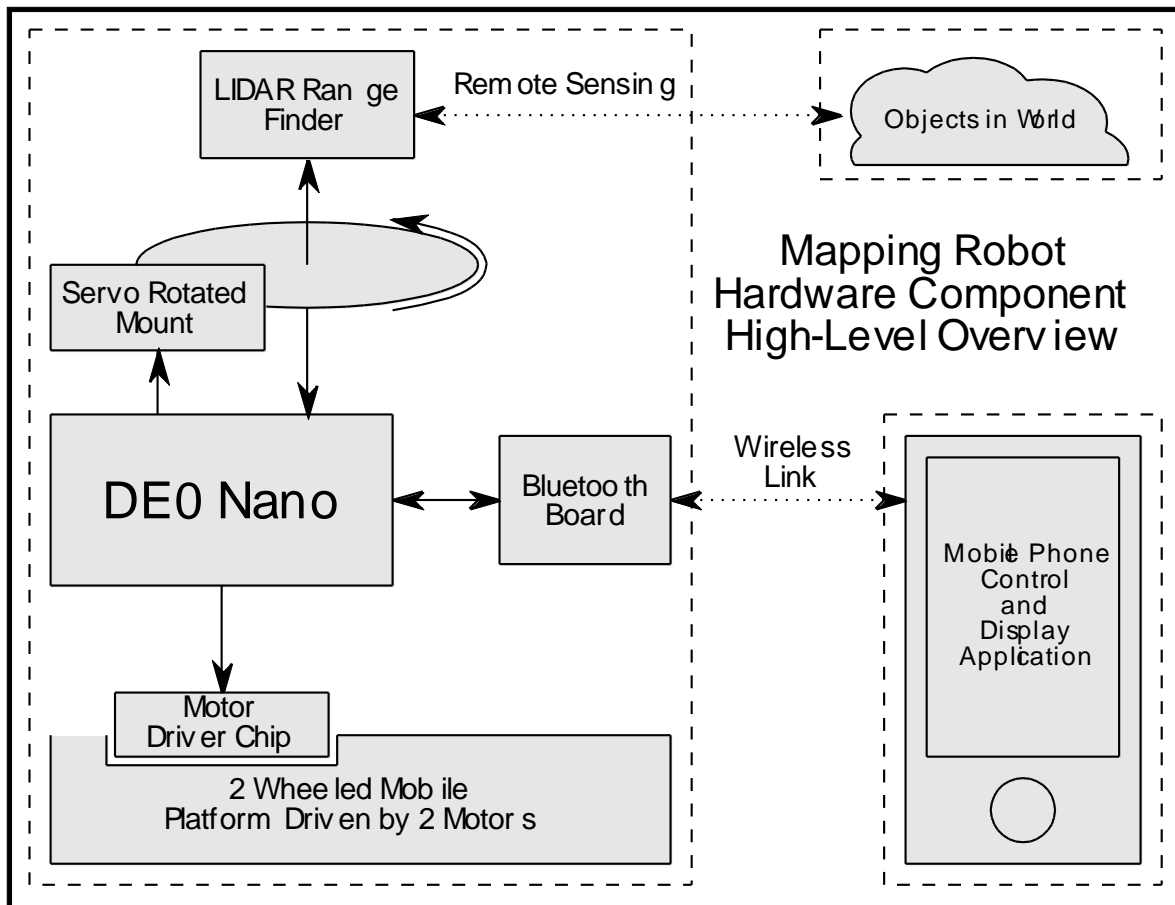 LIDAR Range
Finder
Remote Sensing
Objects in World
Servo Rotated
Mount
Mapping Robot
Hardware Component
High-Level Overview
DE0 Nano
Bluetooth
Board
Wireless
Link
Mobile Phone
Control
and
Display
Application
Motor
Driver Chip
2 Wheeled Mobile
Platform Driven by 2 Motors